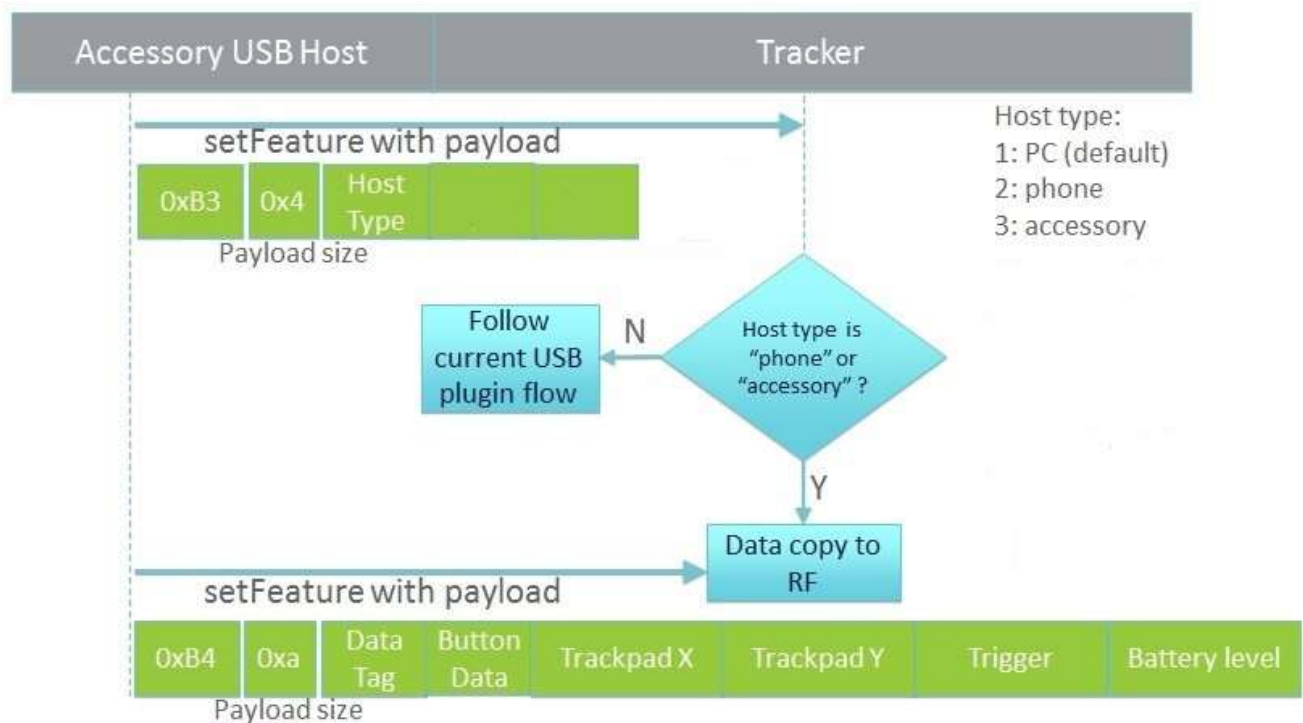 Accessory USB Host
Tracker
setFeature with payload
Host type:
1: PC (default)
2: phone
3: accessory
0xB3
0x4
Host
Type
Payload size
Follow
current USB
plugin flow
N
Host type is
“phone” or
“accessory” ?
Y
Data copy to
RF
setFeature with payload
0xB4
0xa
Data
Tag
Button
Data
Trackpad X
Trackpad Y
Trigger
Battery level
Payload size